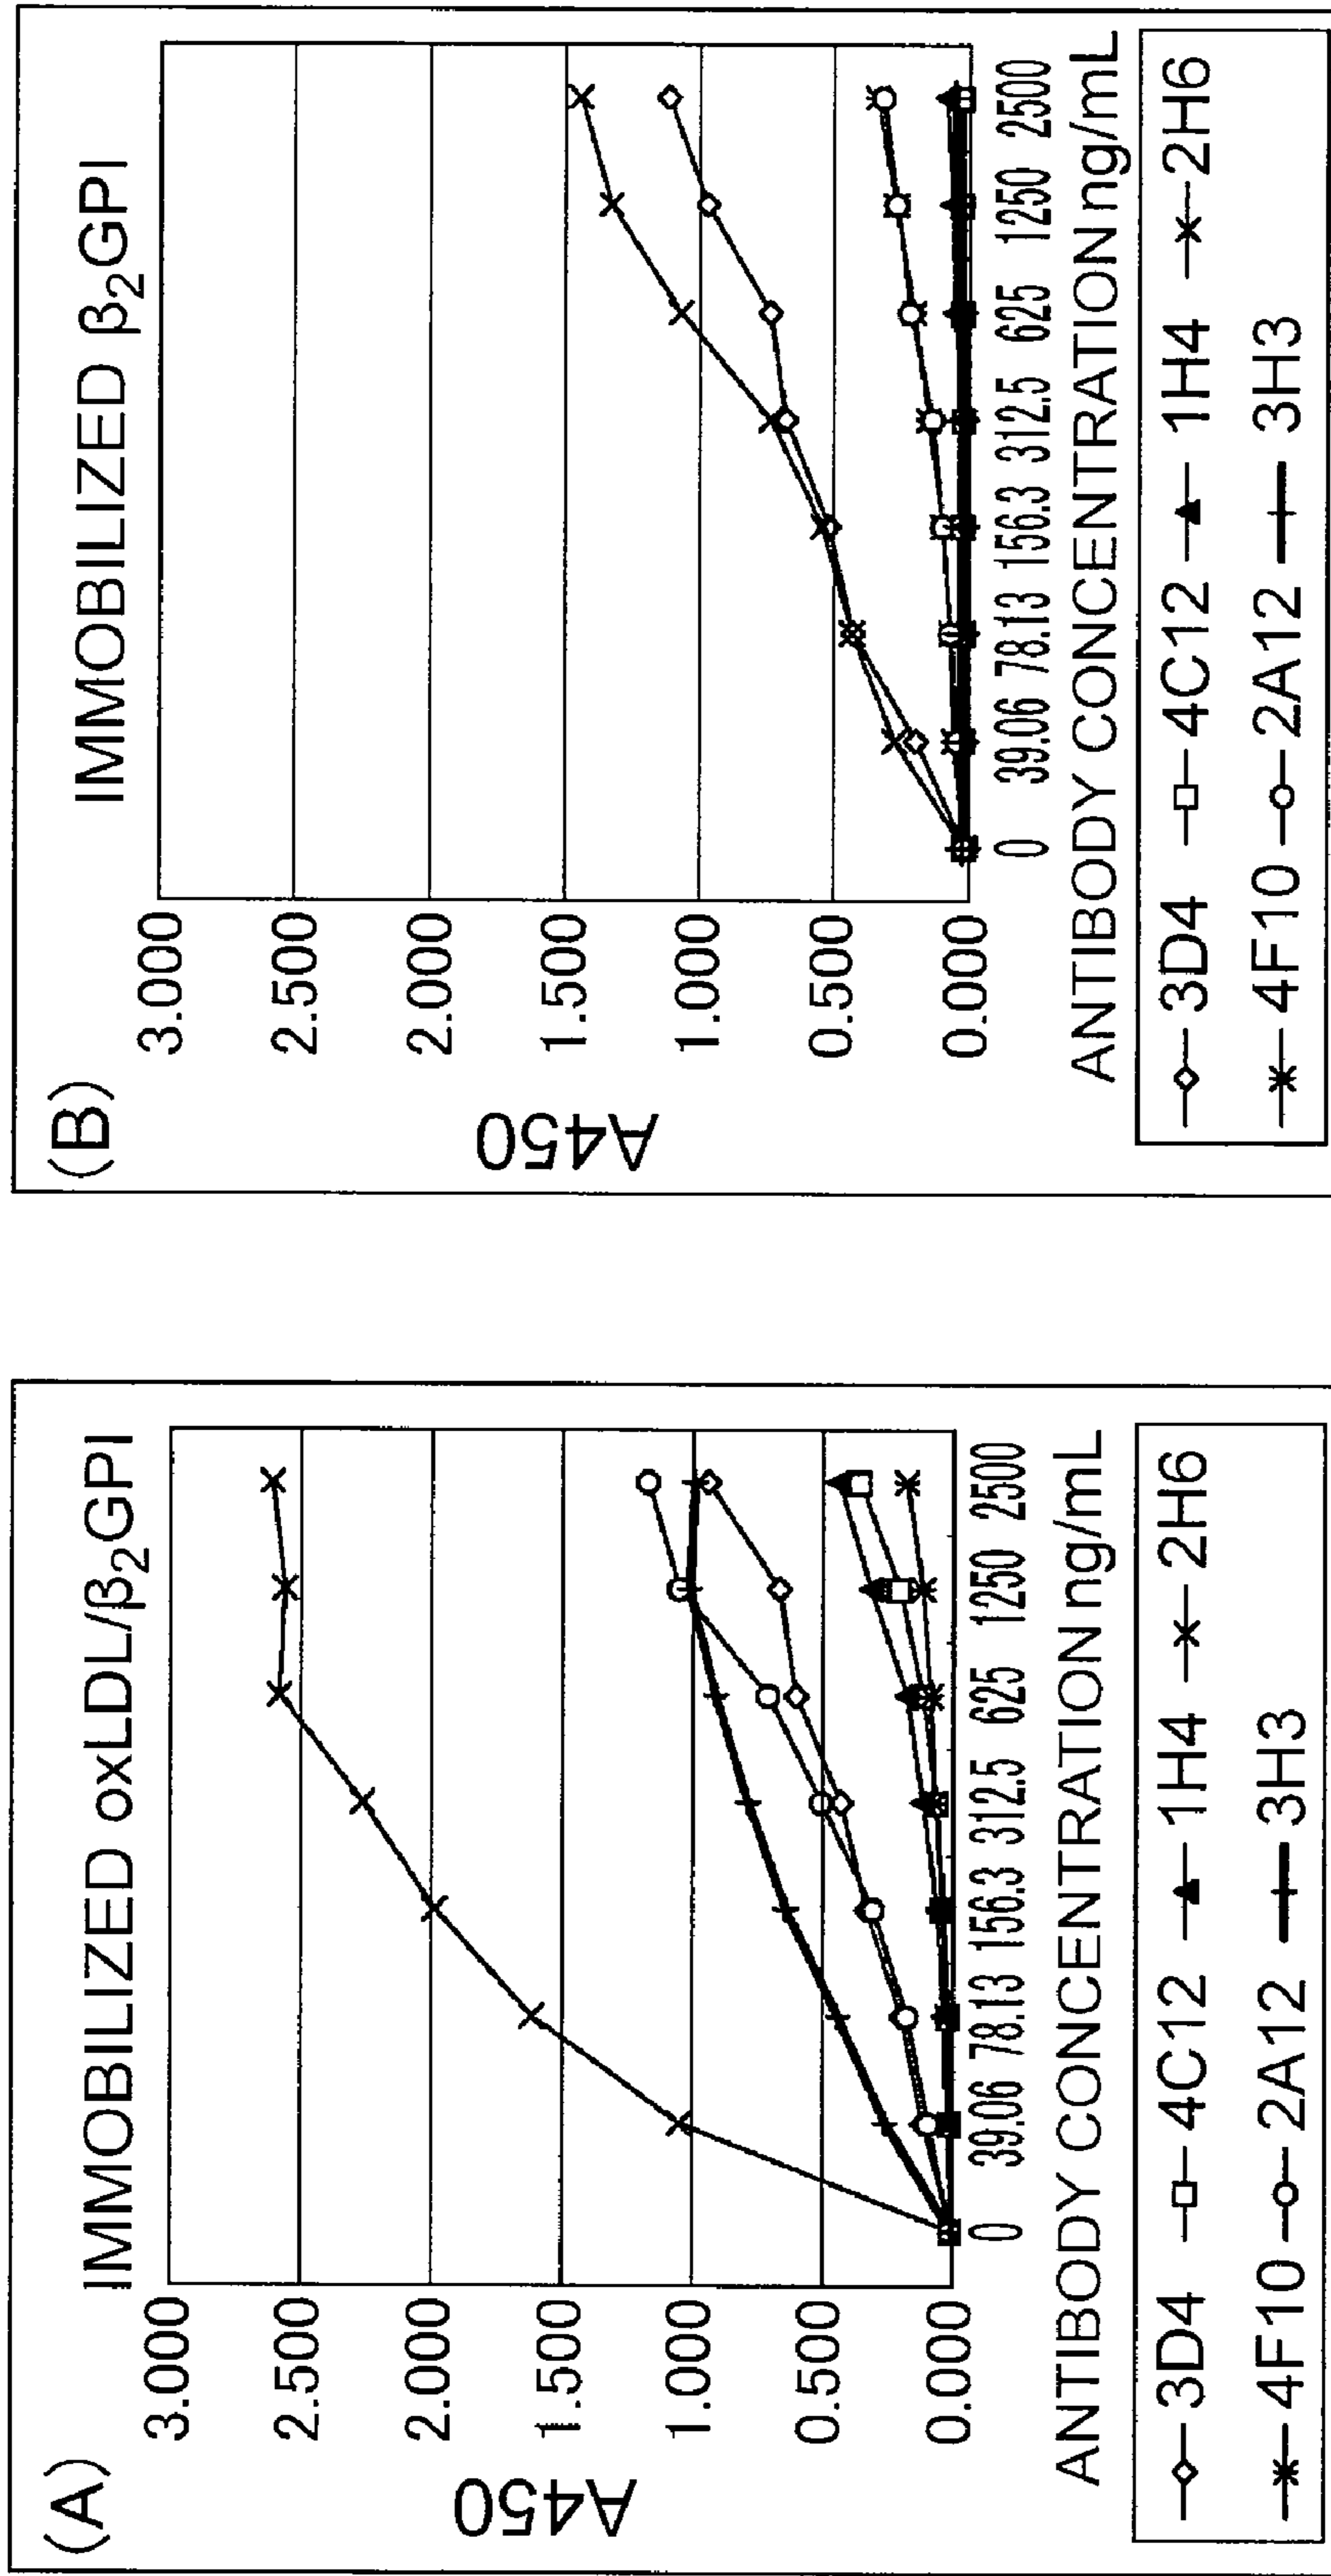 (A)
IMMOBILIZED oxLDL/β₂GPI
3.000
2.500
2.000
1.500
1.000
0.500
0.000
A450
0 39.06 78.13 156.3 312.5 625 1250 2500
ANTIBODY CONCENTRATION ng/mL
3D4 4C12 1H4 2H6
4F10 2A12 3H3
(B)
IMMOBILIZED β₂GPI
3.000
2.500
2.000
1.500
1.000
0.500
0.000
A450
0 39.06 78.13 156.3 312.5 625 1250 2500
ANTIBODY CONCENTRATION ng/mL
3D4 4C12 1H4 2H6
4F10 2A12 3H3